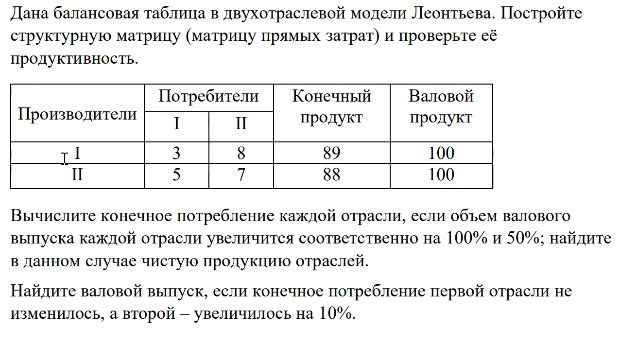 Дана балансовая таблица в двухотраслевой модели Леонтьева. Постройте
структурную матрицу (матрицу прямых затрат) и проверьте её
продуктивность.
Производители Потребители Конечный продукт Валовой продукт
I II
I 3 8 89 100
II 5 7 88 100
Вычислите конечное потребление каждой отрасли, если объем валового
выпуска каждой отрасли увеличится соответственно на 100% и 50%; найдите
в данном случае чистую продукцию отраслей.
Найдите валовой выпуск, если конечное потребление первой отрасли не
изменилось, а второй – увеличилось на 10%.